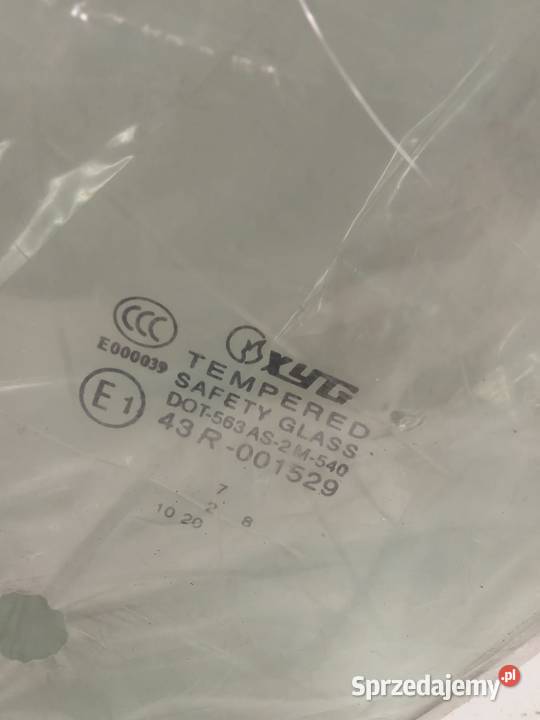 CCC
E000039
XYG
TEMPERED
SAFETY GLASS
E1
DOT-563 AS-2 M-540
43 R -001529
7
2 8
10 20
Sprzedajemy.pl